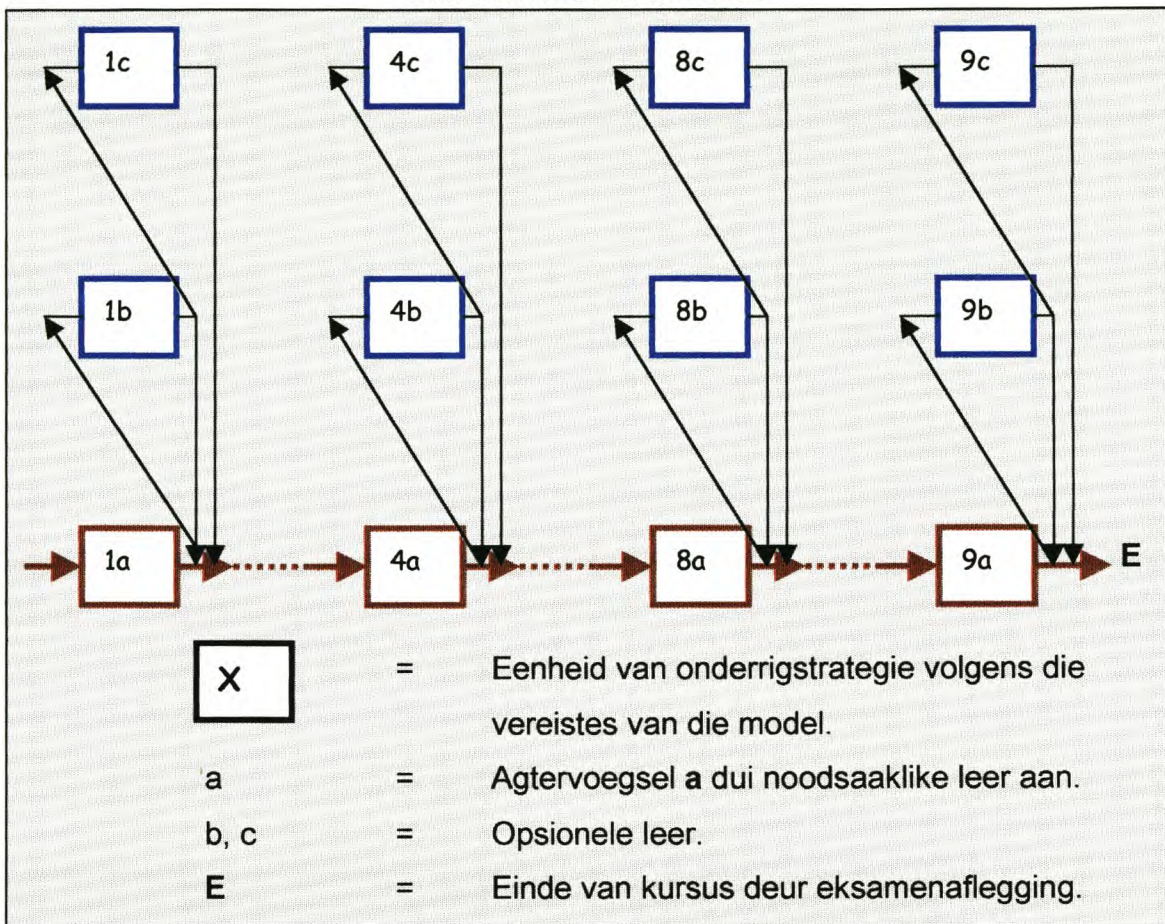 1c 4c 8c 9c
1b 4b 8b 9b
1a 4a 8a 9a E
X = Eenheid van onderrigstrategie volgens die
vereistes van die model.
a = Agtervoegsel a dui noodsaaklike leer aan.
b, c = Opsionele leer.
E = Einde van kursus deur eksamenaflegging.